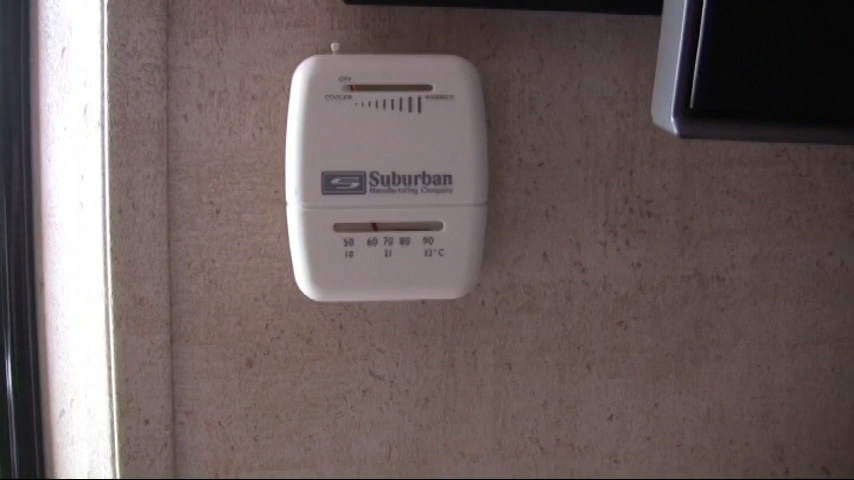 OFF
COOLER WARMER
Suburban
Manufacturing Company
50 60 70 80 90
10 21 32°C